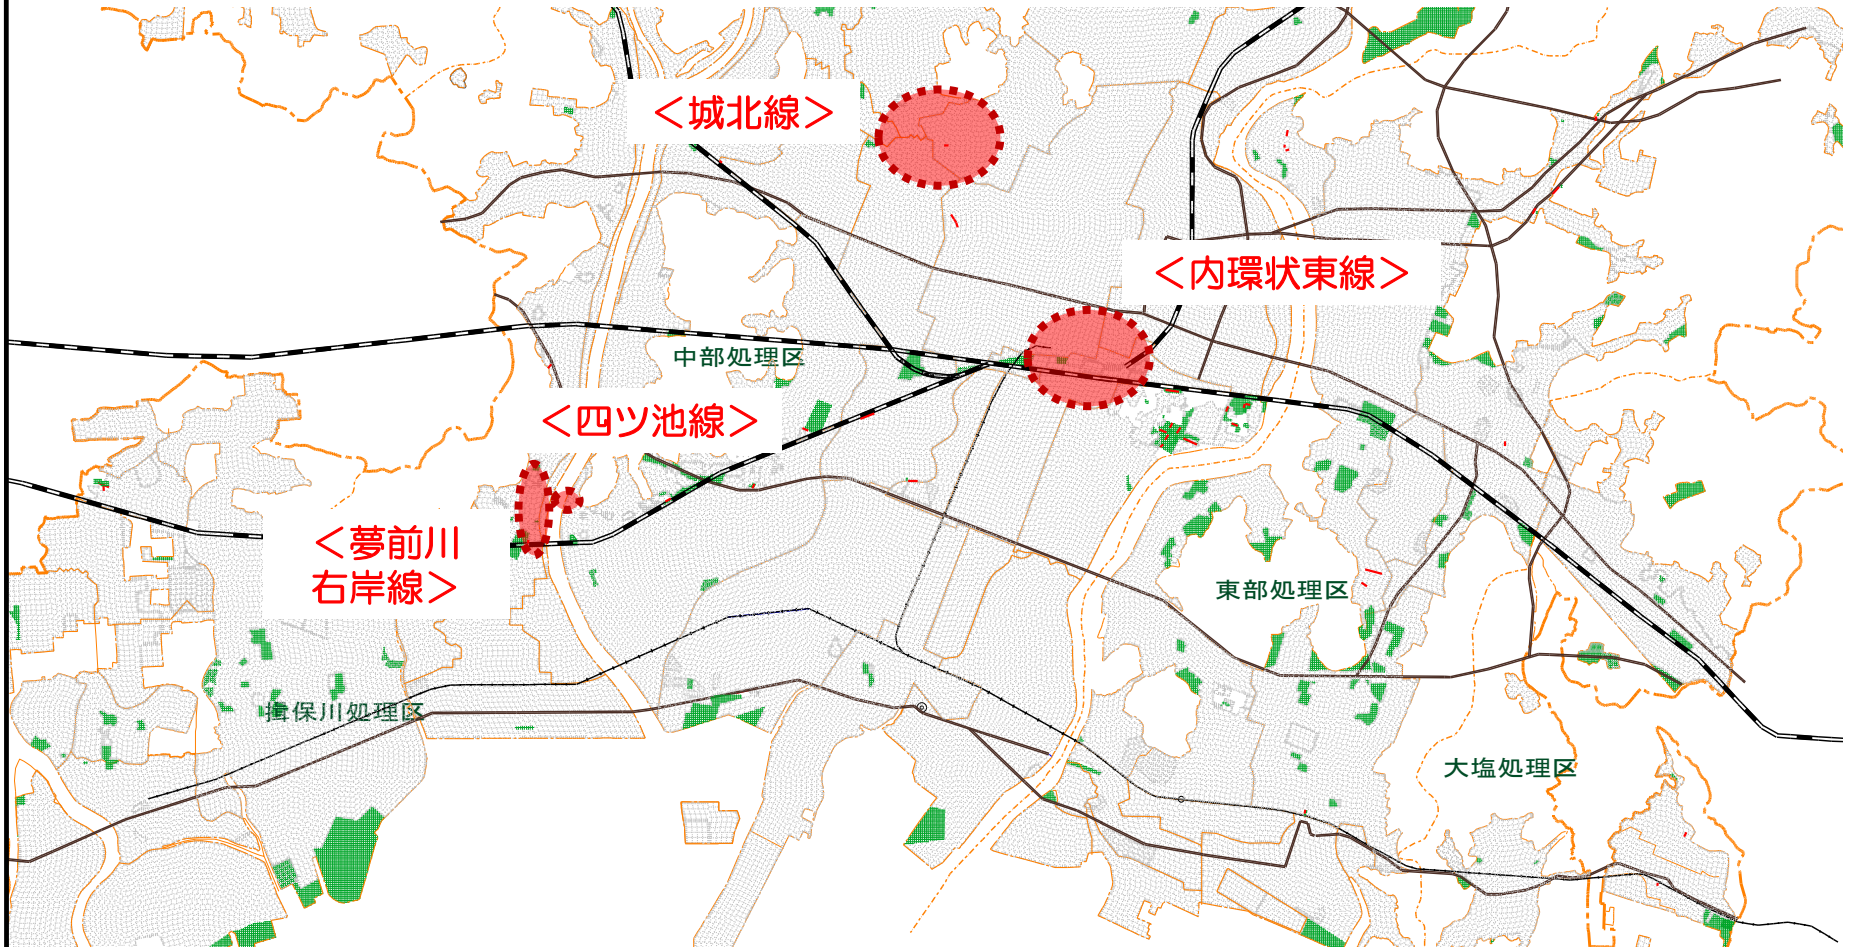 ＜城北線＞
＜内環状東線＞
中部処理区
＜四ツ池線＞
＜夢前川
右岸線＞
東部処理区
揖保川処理区
大塩処理区